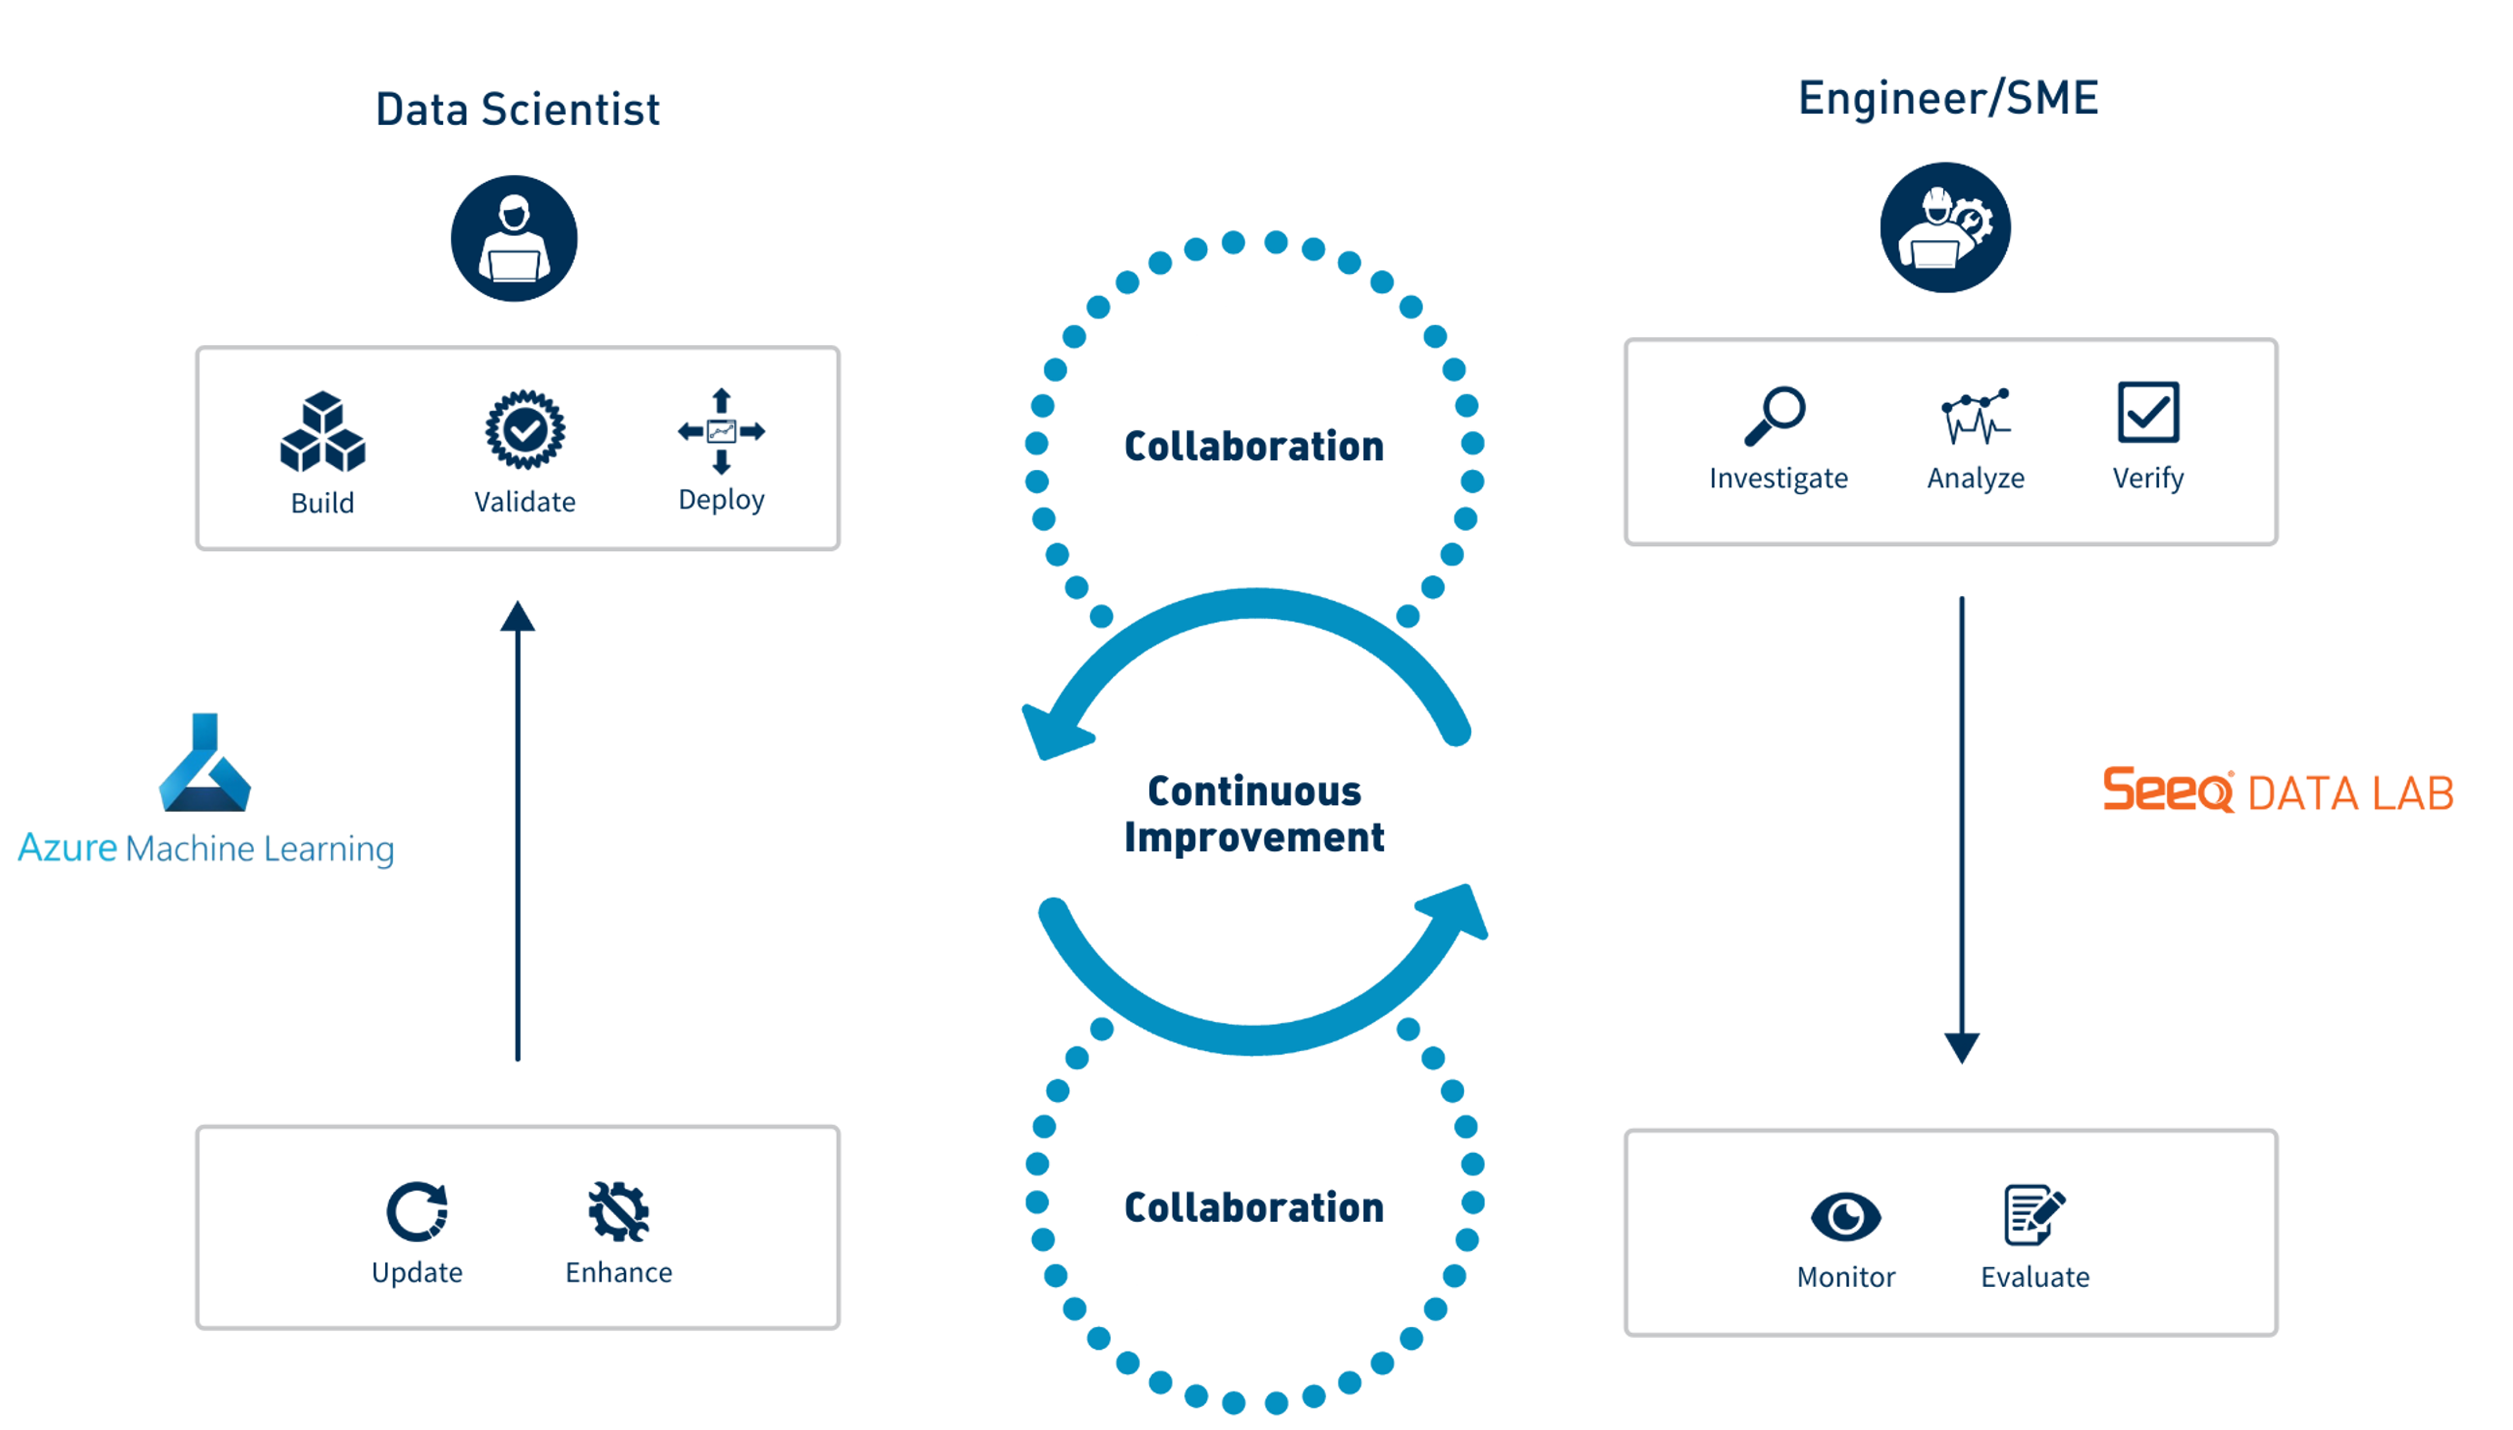 Data Scientist
Engineer/SME
Build
Validate
Deploy
Collaboration
Investigate
Analyze
Verify
Azure Machine Learning
Continuous
Improvement
Seeq® DATA LAB
Update
Enhance
Collaboration
Monitor
Evaluate